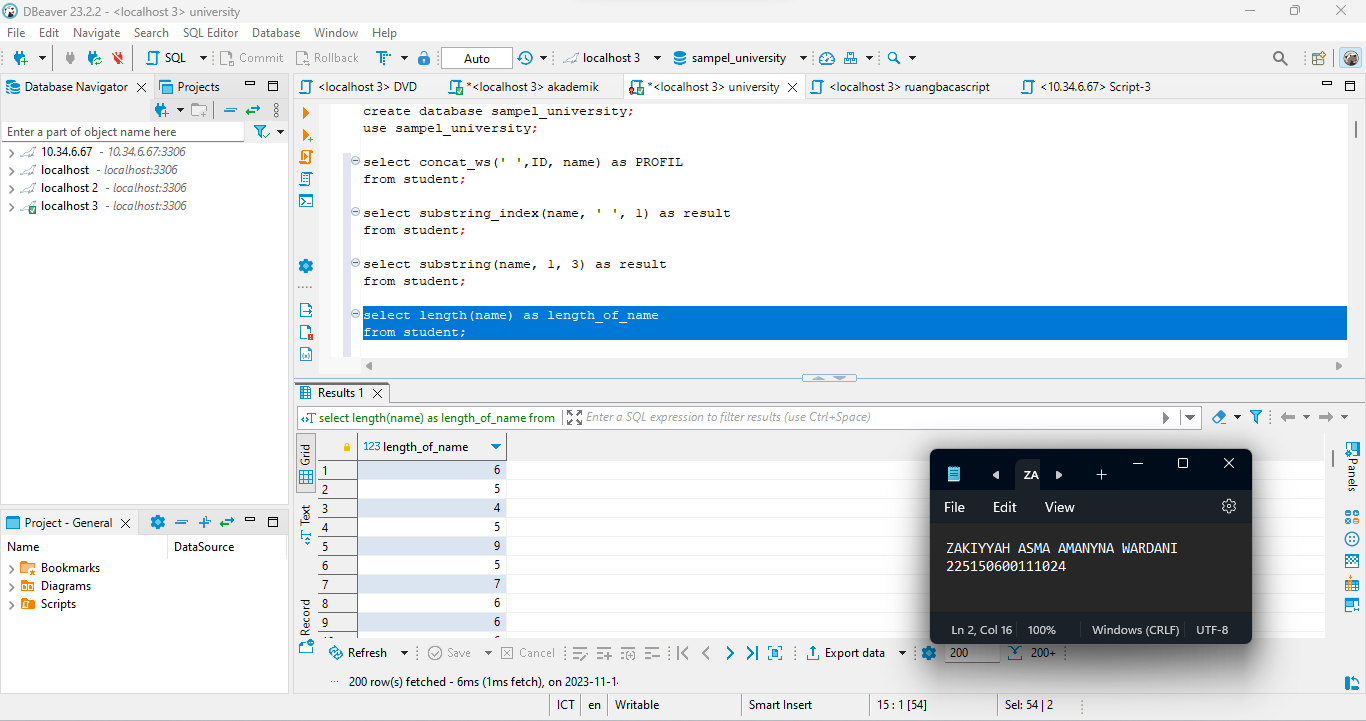 DBeaver 23.2.2 - <localhost 3> university
File Edit Navigate Search SQL Editor Database Window Help
SQL Commit Rollback Auto localhost 3 sampel_university
Database Navigator Projects
<localhost 3> DVD *<localhost 3> akademik *<localhost 3> university <localhost 3> ruangbacascript <10.34.6.67> Script-3
Enter a part of object name here
10.34.6.67 - 10.34.6.67:3306
localhost - localhost:3306
localhost 2 - localhost:3306
localhost 3 - localhost:3306
create database sampel_university;
use sampel_university;
select concat_ws(' ',ID, name) as PROFIL
from student;
select substring_index(name, ' ', 1) as result
from student;
select substring(name, 1, 3) as result
from student;
select length(name) as length_of_name
from student;
Project - General
Name DataSource
Bookmarks
Diagrams
Scripts
Results 1
select length(name) as length_of_name from Enter a SQL expression to filter results (use Ctrl+Space)
Grid
Text
Record
123 length_of_name
1 6
2 5
3 4
4 5
5 9
6 5
7 7
8 6
9 6
Panels
ZA
File Edit View
ZAKIYYAH ASMA AMANYNA WARDANI
225150600111024
Ln 2, Col 16 100% Windows (CRLF) UTF-8
Refresh Save Cancel Export data 200 200+
200 row(s) fetched - 6ms (1ms fetch), on 2023-11-1
ICT en Writable Smart Insert 15 : 1 [54] Sel: 54 | 2